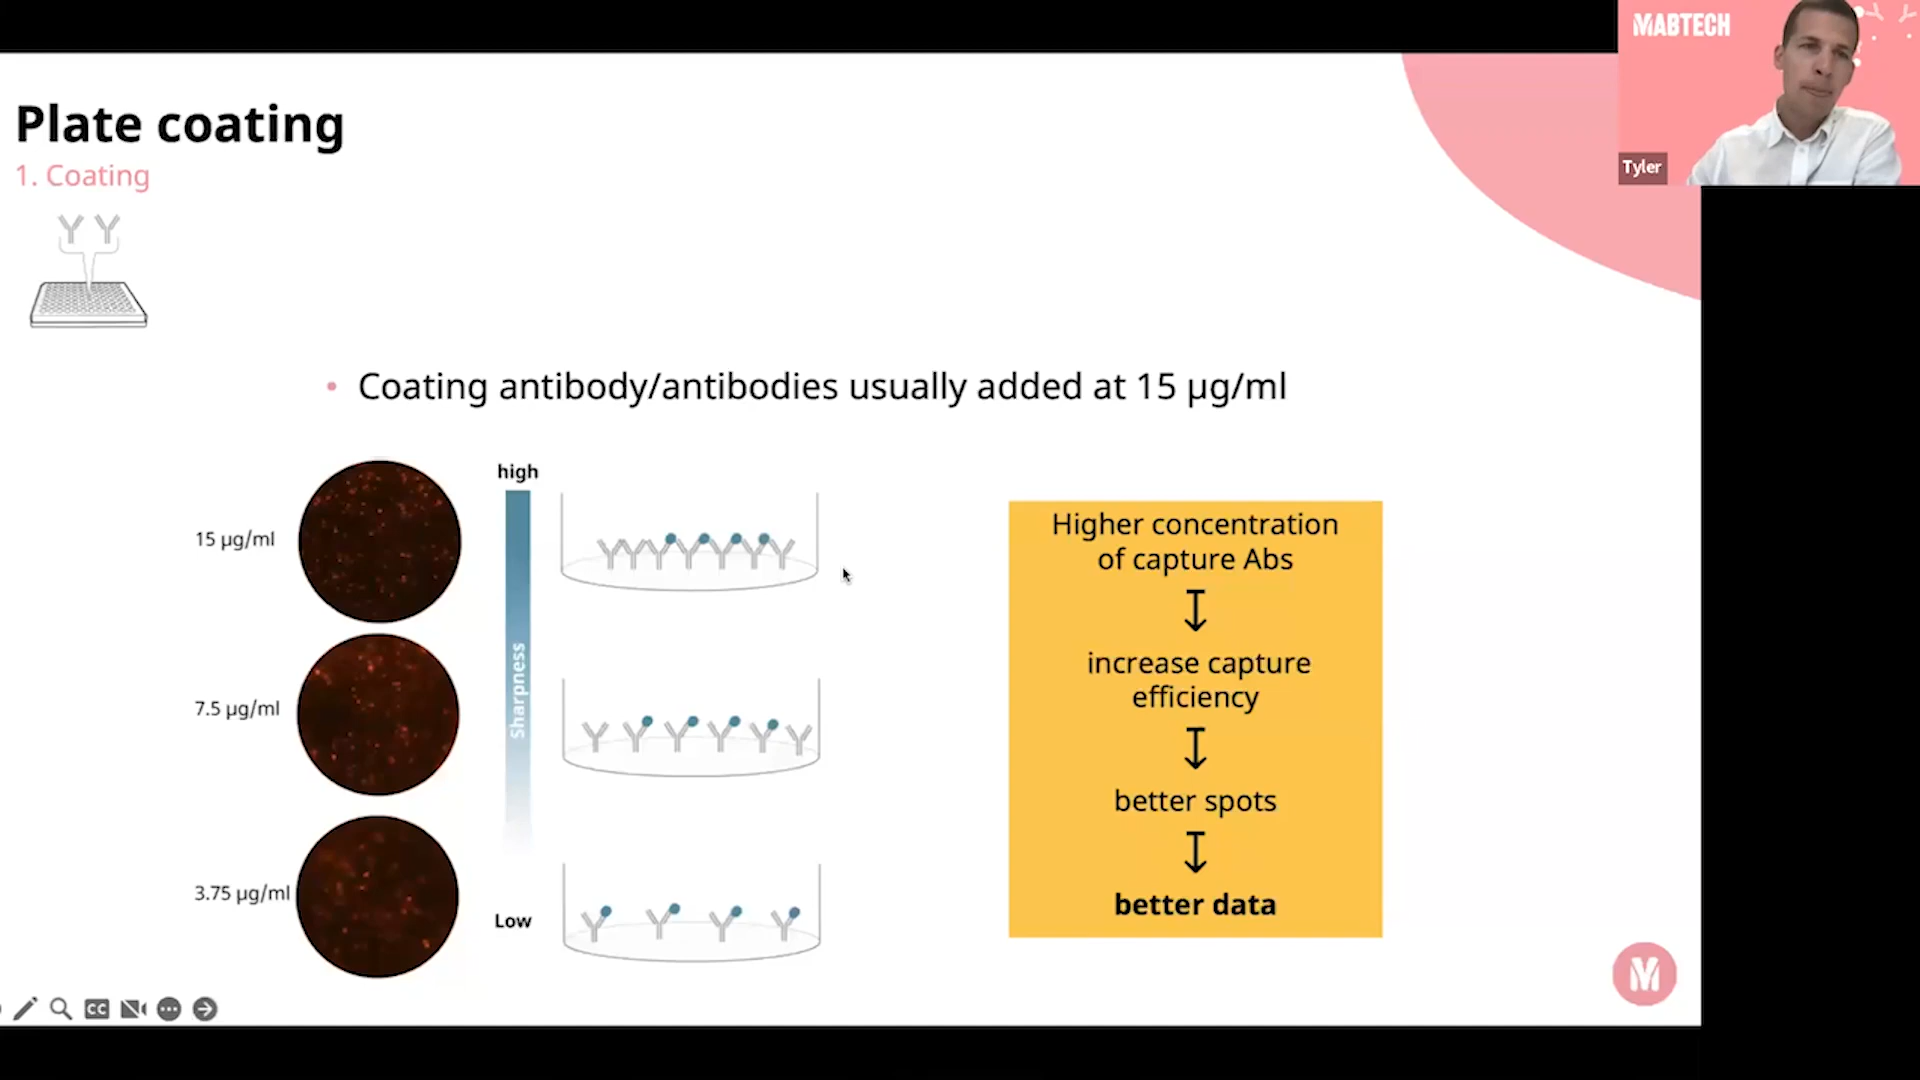 MABTECH
Tyler
Plate coating
1. Coating
• Coating antibody/antibodies usually added at 15 µg/ml
high
15 µg/ml
7.5 µg/ml
3.75 µg/ml
Sharpness
Low
Higher concentration
of capture Abs
increase capture
efficiency
better spots
better data
CC
M